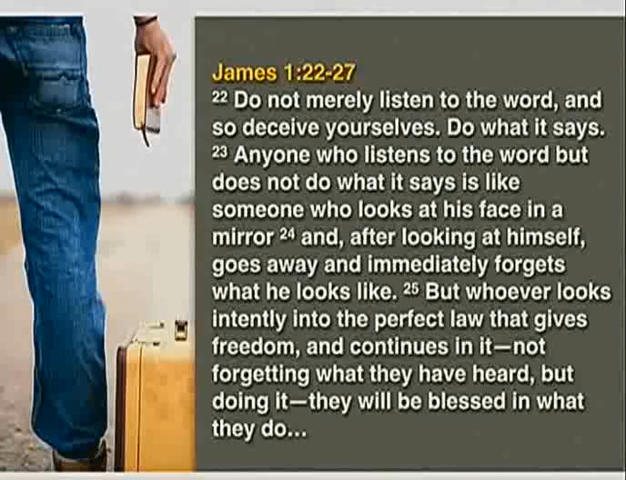 James 1:22-27
²² Do not merely listen to the word, and
so deceive yourselves. Do what it says.
²³ Anyone who listens to the word but
does not do what it says is like
someone who looks at his face in a
mirror ²⁴ and, after looking at himself,
goes away and immediately forgets
what he looks like. ²⁵ But whoever looks
intently into the perfect law that gives
freedom, and continues in it—not
forgetting what they have heard, but
doing it—they will be blessed in what
they do...